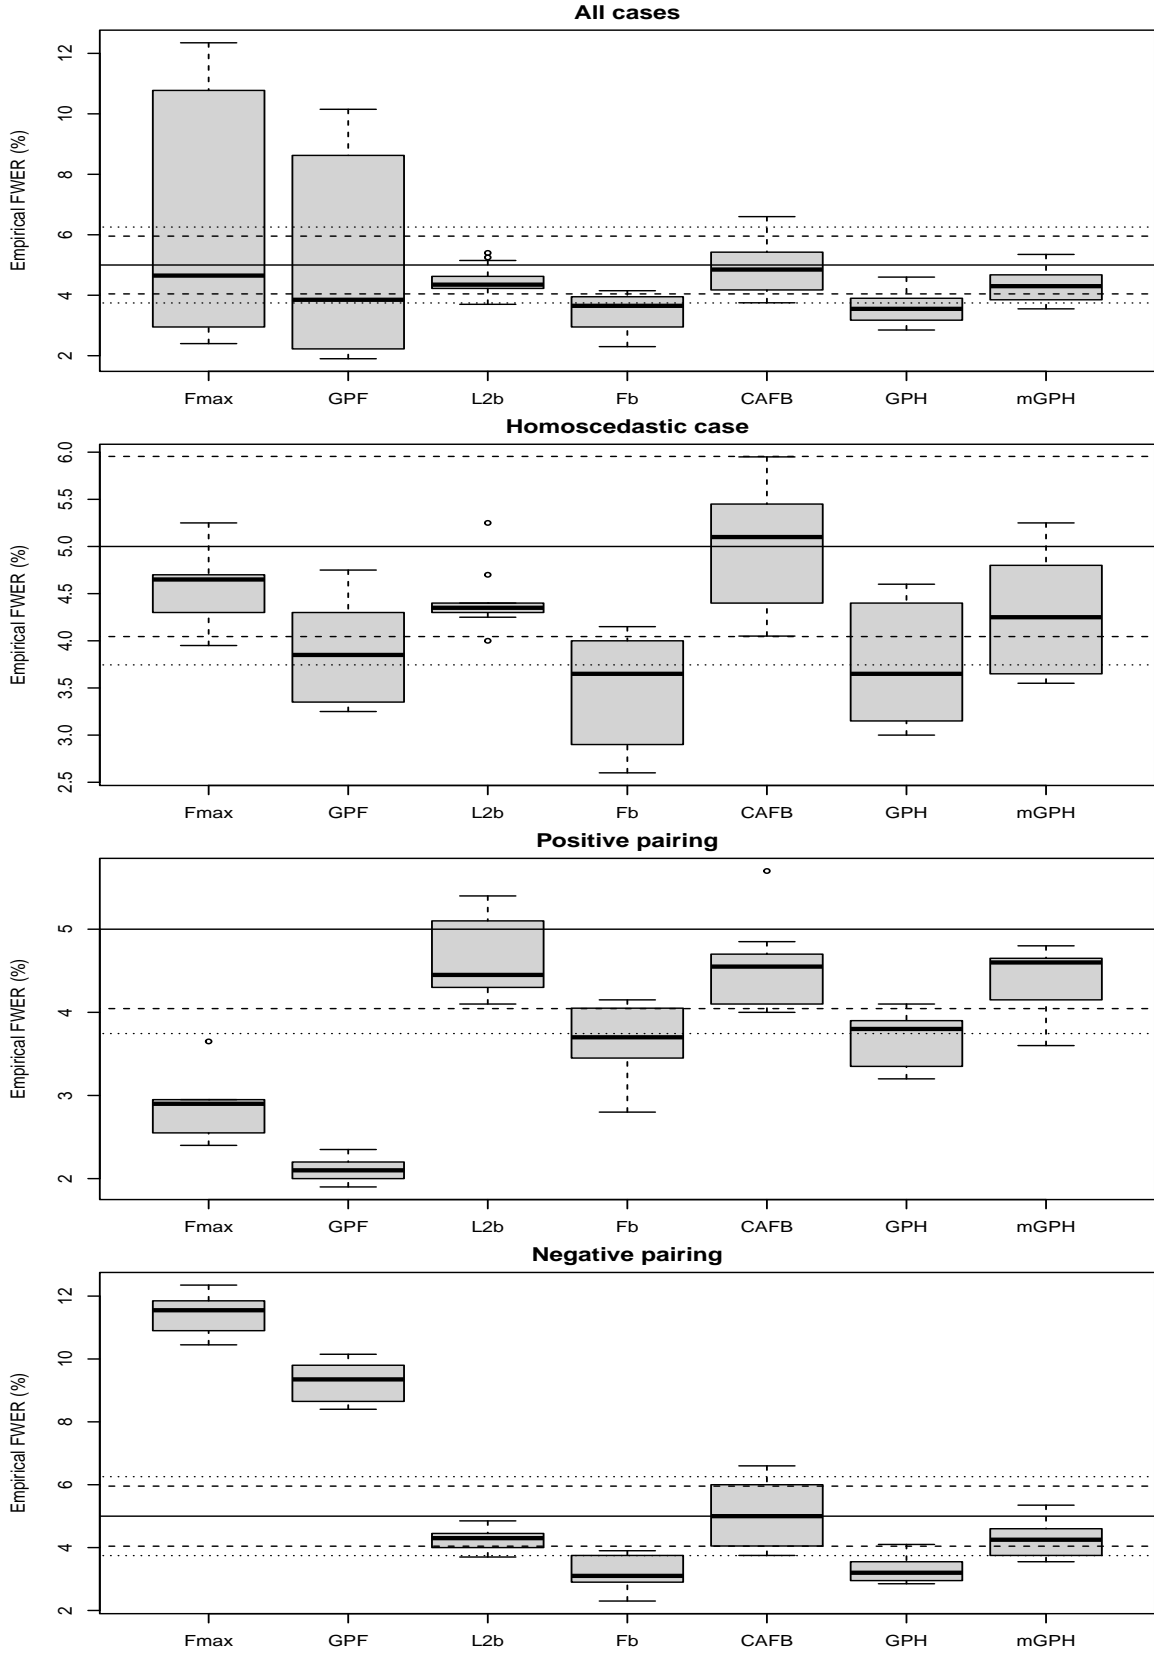 All cases
Empirical FWER (%)
12
10
8
6
4
2
Fmax GPF L2b Fb CAFB GPH mGPH
Homoscedastic case
Empirical FWER (%)
6.0
5.5
5.0
4.5
4.0
3.5
3.0
2.5
Fmax GPF L2b Fb CAFB GPH mGPH
Positive pairing
Empirical FWER (%)
5
4
3
2
Fmax GPF L2b Fb CAFB GPH mGPH
Negative pairing
Empirical FWER (%)
12
10
8
6
4
2
Fmax GPF L2b Fb CAFB GPH mGPH